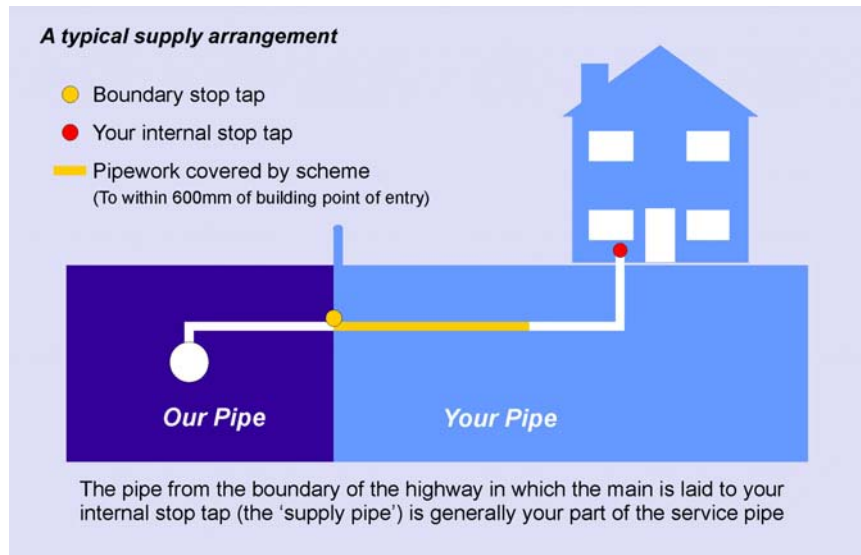 A typical supply arrangement
Boundary stop tap
Your internal stop tap
Pipework covered by scheme
(To within 600mm of building point of entry)
Our Pipe
Your Pipe
The pipe from the boundary of the highway in which the main is laid to your
internal stop tap (the ‘supply pipe’) is generally your part of the service pipe